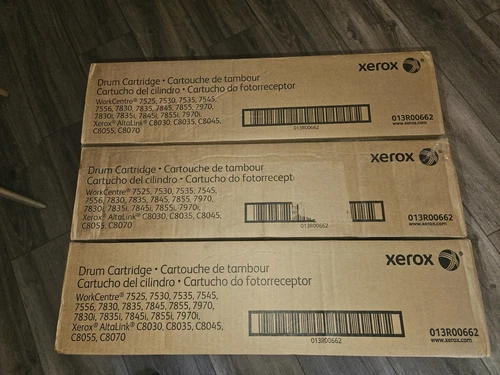 xerox
Drum Cartridge • Cartouche de tambour
Cartucho del cilindro • Cartucho do fotorreceptor
WorkCentre® 7525, 7530, 7535, 7545,
7556, 7830, 7835, 7845, 7855, 7970,
7830i, 7835i, 7845i, 7855i, 7970i,
Xerox® AltaLink® C8030, C8035, C8045,
C8055, C8070
013R00662
013R00662
www.xerox.com
xerox
Drum Cartridge • Cartouche de tambour
Cartucho del cilindro • Cartucho do fotorrecept
WorkCentre® 7525, 7530, 7535, 7545,
7556, 7830, 7835, 7845, 7855, 7970,
7830i, 7835i, 7845i, 7855i, 7970i,
Xerox® AltaLink® C8030, C8035, C8045,
C8055, C8070
013R00662
013R00662
www.xerox.com
xerox
Drum Cartridge • Cartouche de tambour
Cartucho del cilindro • Cartucho do fotorreceptor
WorkCentre® 7525, 7530, 7535, 7545,
7556, 7830, 7835, 7845, 7855, 7970,
7830i, 7835i, 7845i, 7855i, 7970i,
Xerox® AltaLink® C8030, C8035, C8045,
C8055, C8070
013R00662
013R00662
www.xerox.com